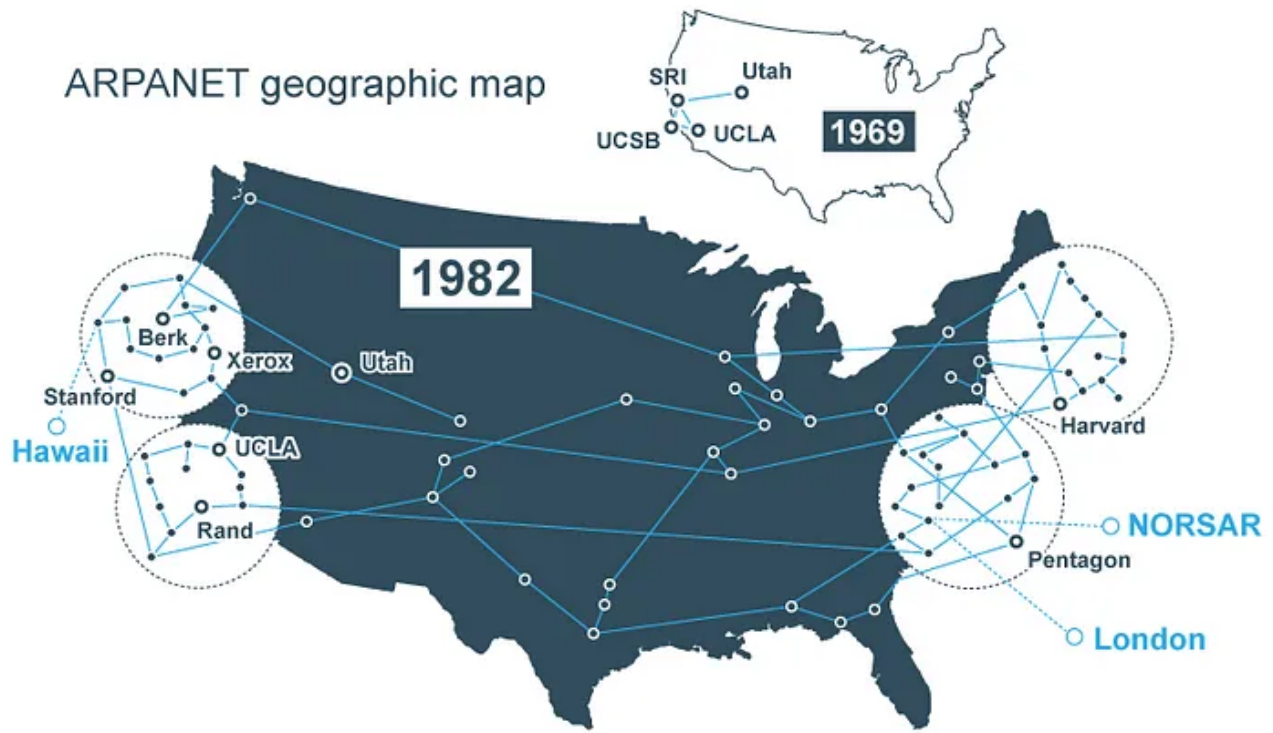 ARPANET geographic map
SRI
Utah
UCSB
UCLA
1969
1982
Berk
Xerox
Utah
Stanford
Hawaii
UCLA
Rand
Harvard
NORSAR
Pentagon
London